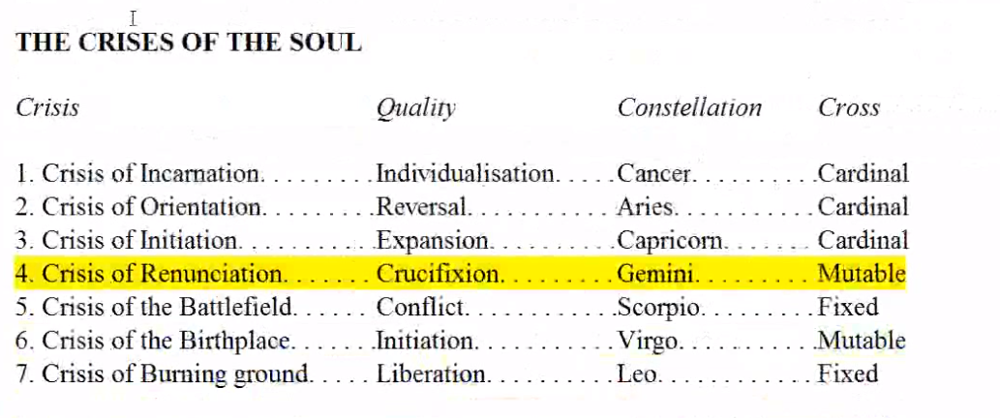 THE CRISES OF THE SOUL
Crisis Quality Constellation Cross
1. Crisis of Incarnation. . . . . . . . .Individualisation. . . . .Cancer. . . . . . . . . .Cardinal
2. Crisis of Orientation. . . . . . . . .Reversal. . . . . . . . . . .Aries. . . . . . . . . . . Cardinal
3. Crisis of Initiation. . . . . . . . . . .Expansion. . . . . . . . . Capricorn. . . . . . . Cardinal
4. Crisis of Renunciation. . . . . . . Crucifixion. . . . . . . . .Gemini. . . . . . . . . . Mutable
5. Crisis of the Battlefield. . . . . . Conflict. . . . . . . . . . . .Scorpio. . . . . . . . . Fixed
6. Crisis of the Birthplace. . . . . . .Initiation. . . . . . . . . . .Virgo. . . . . . . . . . .Mutable
7. Crisis of Burning ground. . . . . Liberation. . . . . . . . . . Leo. . . . . . . . . . . . Fixed